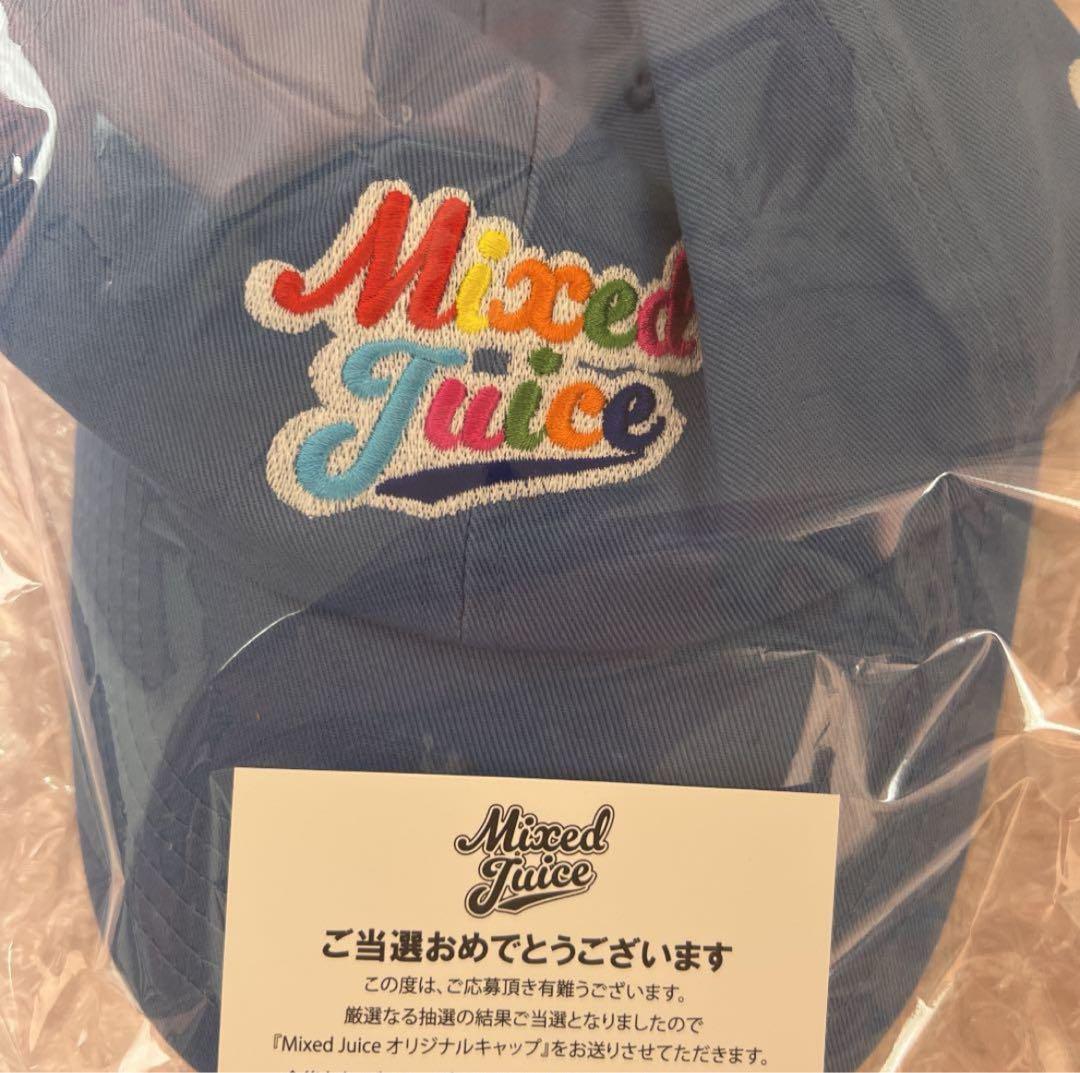 Mixed
Juice
Mixed
Juice
ご当選おめでとうございます
この度は、ご応募頂き有難うございます。
厳選なる抽選の結果ご当選となりましたので
『Mixed Juice オリジナルキャップ』をお送りさせてただきます。